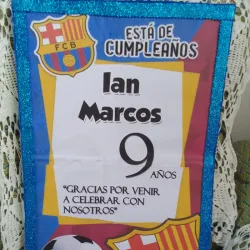 FCB
ESTÁ DE
CUMPLEAÑOS
Ian
Marcos
9
AÑOS
"GRACIAS POR VENIR
A CELEBRAR CON
NOSOTROS"